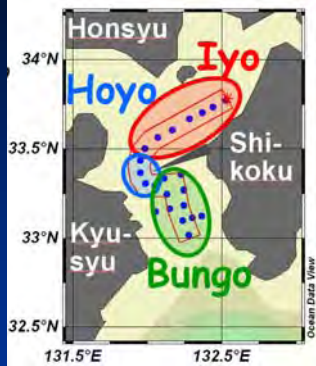 Honsyu
34°N
Iyo
Hoyo
33.5°N
Shi-
koku
33°N
Kyu-
syu
Bungo
32.5°N
131.5°E
132.5°E
Ocean Data View